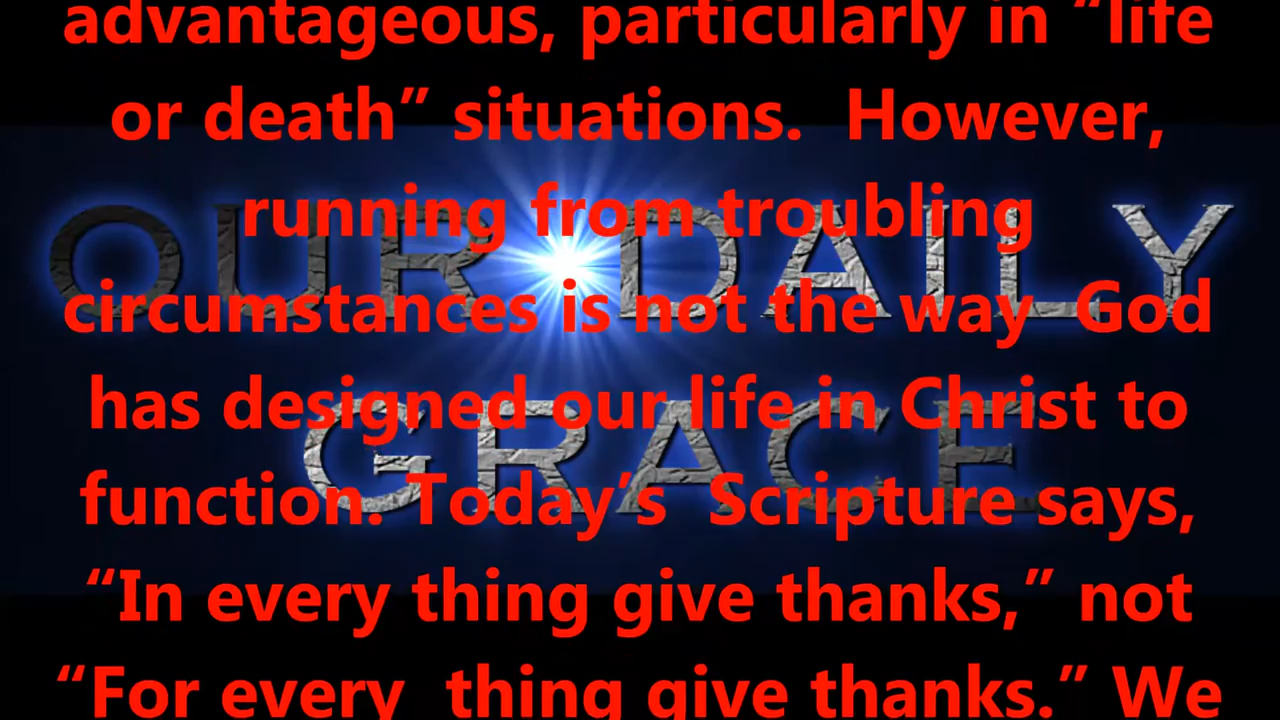 advantageous, particularly in “life
or death” situations.  However,
running from troubling
circumstances is not the way  God
has designed our life in Christ to
function. Today’s  Scripture says,
“In every thing give thanks,” not
“For every  thing give thanks.” We
OUR DAILY
GRACE